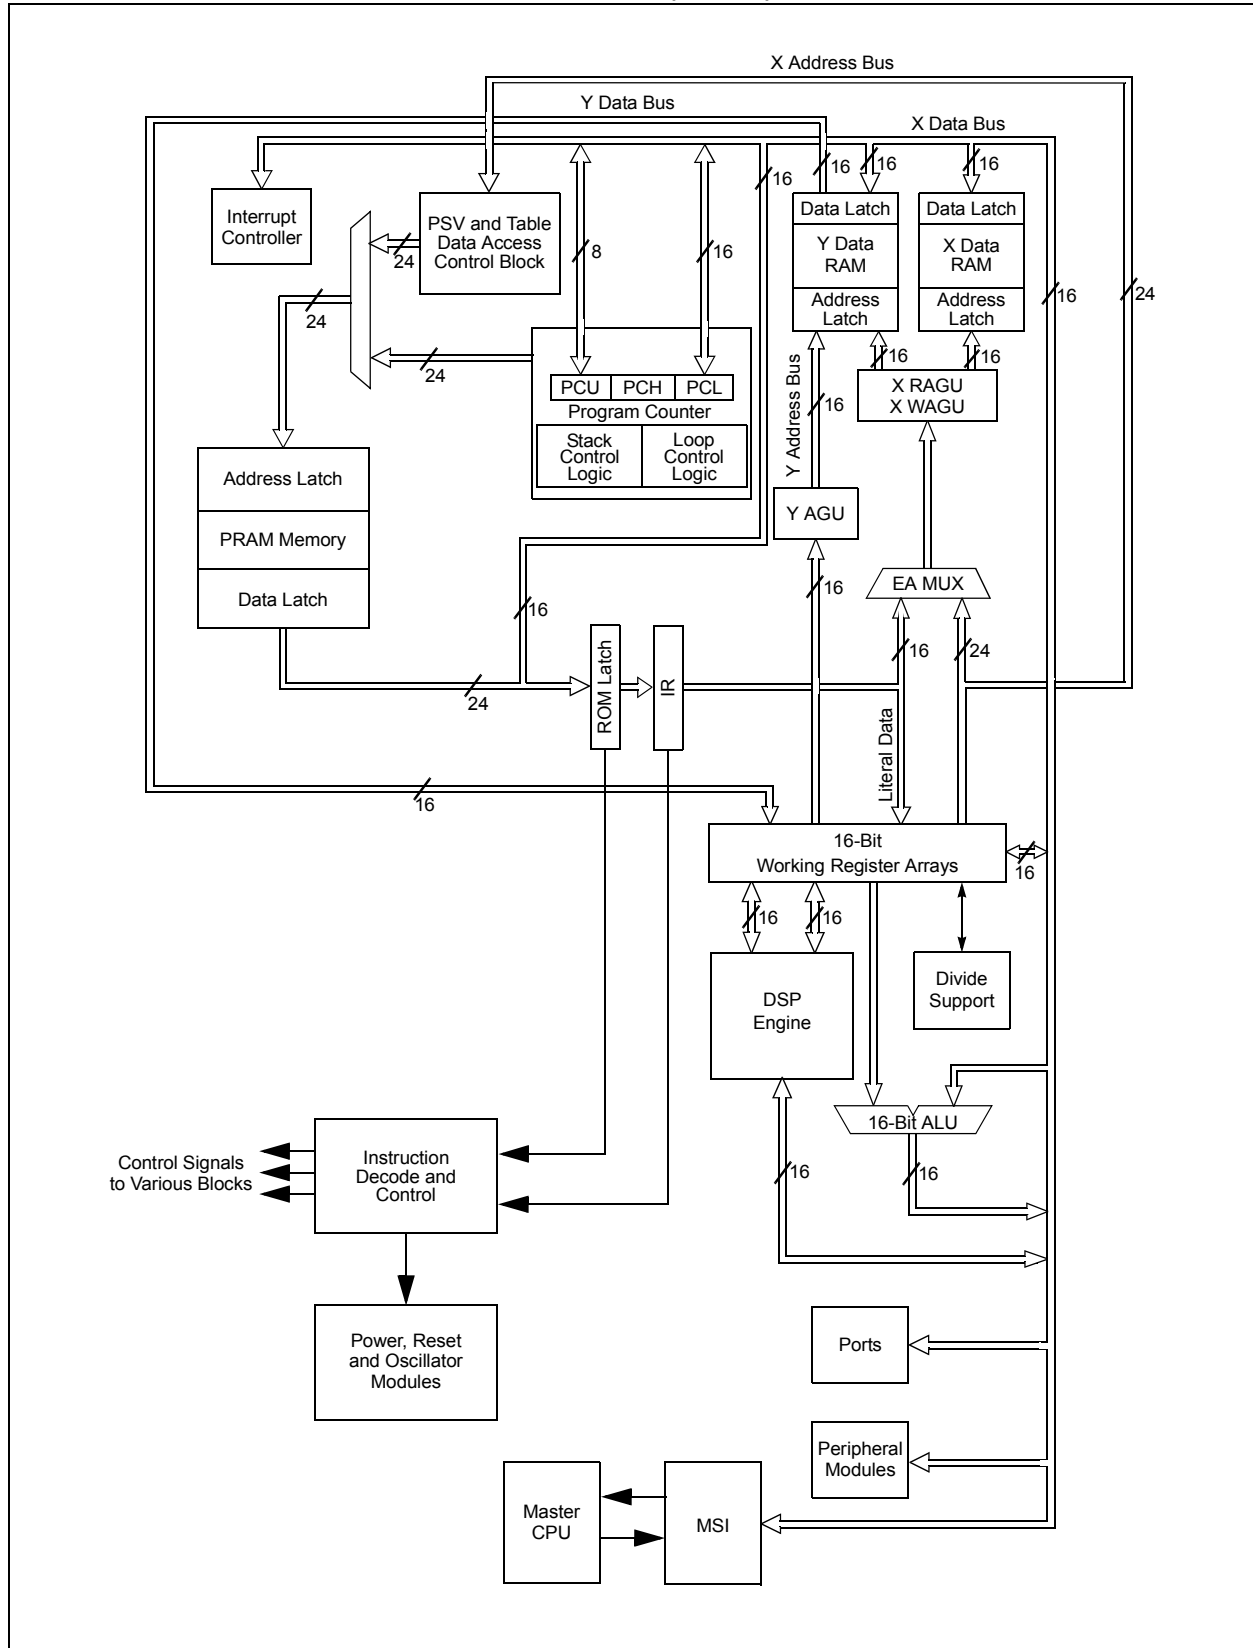 X Address Bus
Y Data Bus
X Data Bus
16
16
16
16
Interrupt
Controller
PSV and Table
Data Access
Control Block
24
8
16
Data Latch
Y Data
RAM
Address
Latch
Data Latch
X Data
RAM
Address
Latch
16
24
24
24
16
16
X RAGU
X WAGU
PCU
PCH
PCL
Program Counter
Stack
Control
Logic
Loop
Control
Logic
Y Address Bus
16
Address Latch
PRAM Memory
Data Latch
Y AGU
16
EA MUX
16
16
24
24
ROM Latch
IR
Literal Data
16
16-Bit
Working Register Arrays
16
16
16
DSP
Engine
Divide
Support
16-Bit ALU
16
16
Control Signals
to Various Blocks
Instruction
Decode and
Control
Power, Reset
and Oscillator
Modules
Ports
Peripheral
Modules
Master
CPU
MSI